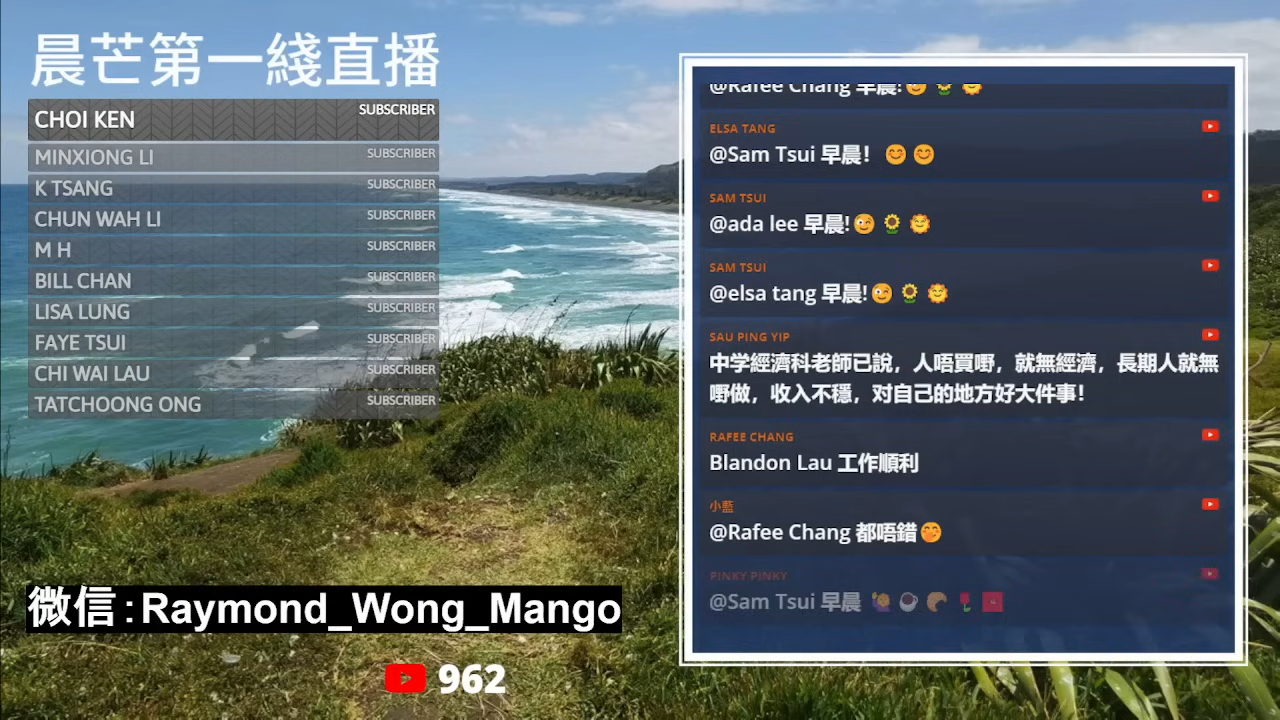 晨芒第一綫直播
CHOI KEN SUBSCRIBER
MINXIONG LI SUBSCRIBER
K TSANG SUBSCRIBER
CHUN WAH LI SUBSCRIBER
M H SUBSCRIBER
BILL CHAN SUBSCRIBER
LISA LUNG SUBSCRIBER
FAYE TSUI SUBSCRIBER
CHI WAI LAU SUBSCRIBER
TATCHOONG ONG SUBSCRIBER
微信:Raymond_Wong_Mango
962
@Rafee Chang 早晨!😉🌻🌞
ELSA TANG
@Sam Tsui 早晨！😊😊
SAM TSUI
@ada lee 早晨!😉🌻🌞
SAM TSUI
@elsa tang 早晨!😉🌻🌞
SAU PING YIP
中学經濟科老師已說，人唔買嘢，就無經濟，長期人就無
嘢做，收入不穩，对自己的地方好大件事！
RAFEE CHANG
Blandon Lau 工作順利
小藍
@Rafee Chang 都唔錯🤭
PINKY PINKY
@Sam Tsui 早晨 🙋☕🥐🌷🧧